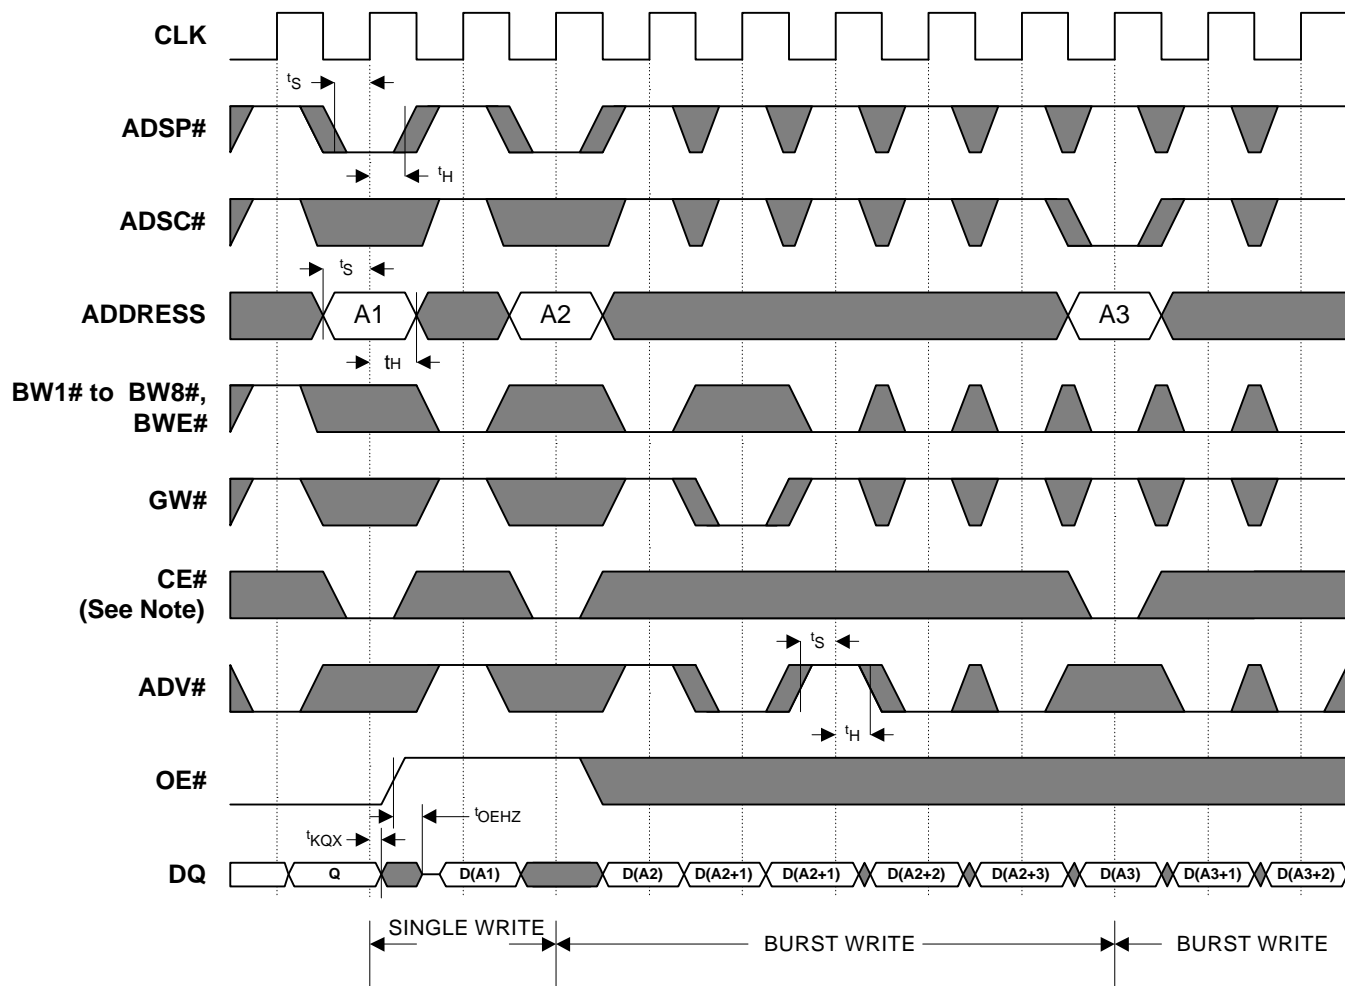 CLK
tS
ADSP#
tH
ADSC#
tS
ADDRESS A1 A2 A3
tH
BW1# to BW8#,
BWE#
GW#
CE#
(See Note)
tS
ADV#
tH
OE#
tOEHZ
tKQX
DQ Q D(A1) D(A2) D(A2+1) D(A2+1) D(A2+2) D(A2+3) D(A3) D(A3+1) D(A3+2)
SINGLE WRITE BURST WRITE BURST WRITE